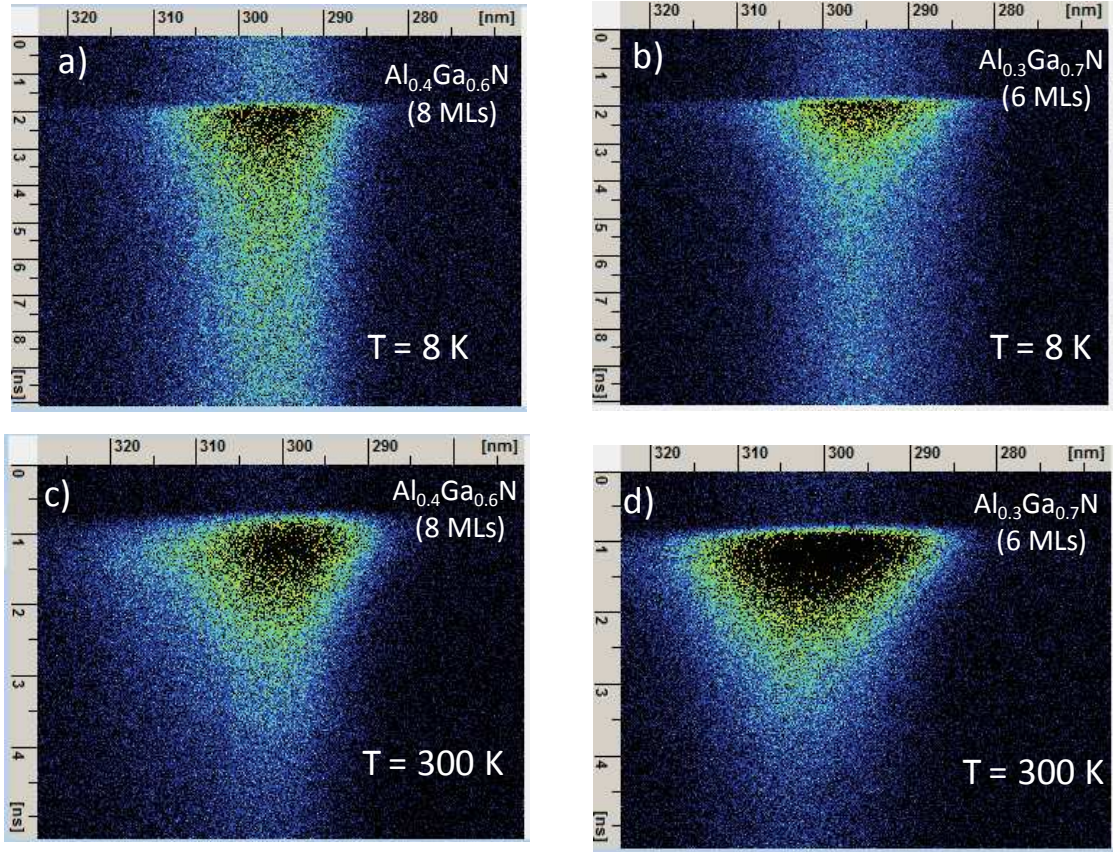 320 310 300 290 280 [nm]
0
1
2
3
4
5
6
7
8
[ns]
a)
Al0.4Ga0.6N
(8 MLs)
T = 8 K
320 310 300 290 280 [nm]
0
1
2
3
4
5
6
7
8
[ns]
b)
Al0.3Ga0.7N
(6 MLs)
T = 8 K
320 310 300 290 [nm]
0
1
2
3
4
[ns]
c)
Al0.4Ga0.6N
(8 MLs)
T = 300 K
320 310 300 290 280 [nm]
0
1
2
3
4
[ns]
d)
Al0.3Ga0.7N
(6 MLs)
T = 300 K